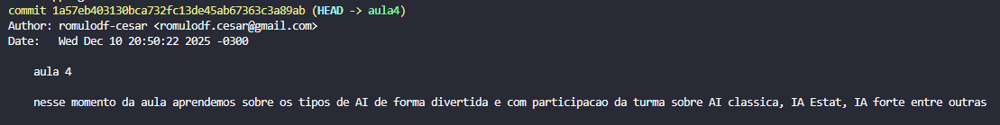 commit 1a57eb403130bca732fc13de45ab67363c3a89ab (HEAD -> aula4)
Author: romulodf-cesar <romulodf.cesar@gmail.com>
Date:   Wed Dec 10 20:50:22 2025 -0300
aula 4
nesse momento da aula aprendemos sobre os tipos de AI de forma divertida e com participacao da turma sobre AI classica, IA Estat, IA forte entre outras